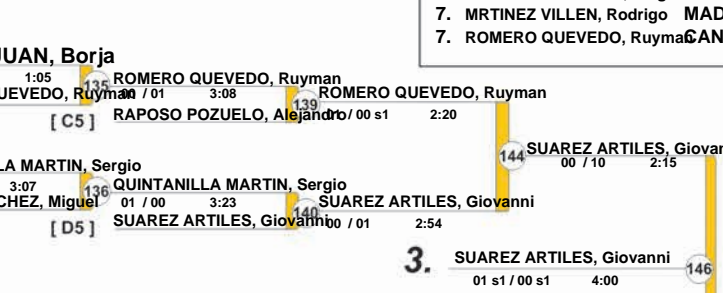 7. MRTINEZ VILLEN, Rodrigo MAD
7. ROMERO QUEVEDO, Ruyman CAN
JUAN, Borja
1:05
135
ROMERO QUEVEDO, Ruyman
UEVEDO, Ruyman
00 / 01 3:08
139
ROMERO QUEVEDO, Ruyman
[ C5 ]
RAPOSO POZUELO, Alejandro
01 / 00 s1 2:20
144
SUAREZ ARTILES, Giovan
00 / 10 2:15
LA MARTIN, Sergio
3:07
136
QUINTANILLA MARTIN, Sergio
CHEZ, Miguel
01 / 00 3:23
140
SUAREZ ARTILES, Giovanni
[ D5 ]
SUAREZ ARTILES, Giovanni
00 / 01 2:54
3.
SUAREZ ARTILES, Giovanni
146
01 s1 / 00 s1 4:00